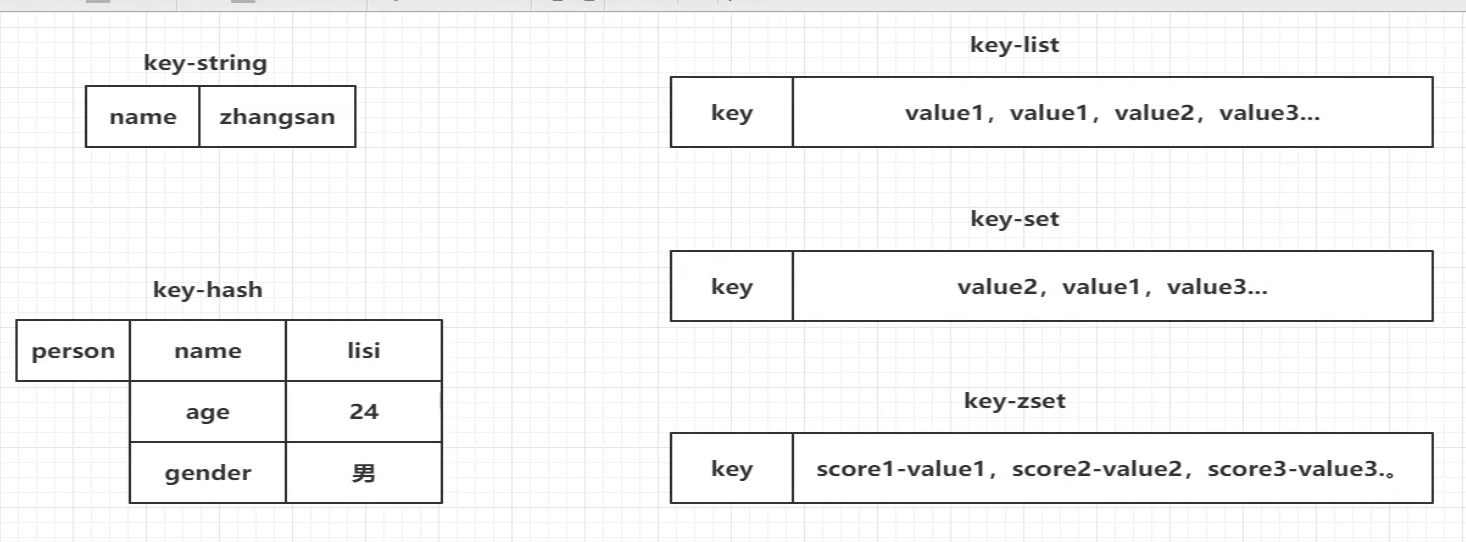 key-string
name zhangsan
key-hash
person name lisi
age 24
gender 男
key-list
key value1，value1，value2，value3...
key-set
key value2，value1，value3...
key-zset
key score1-value1，score2-value2，score3-value3.。